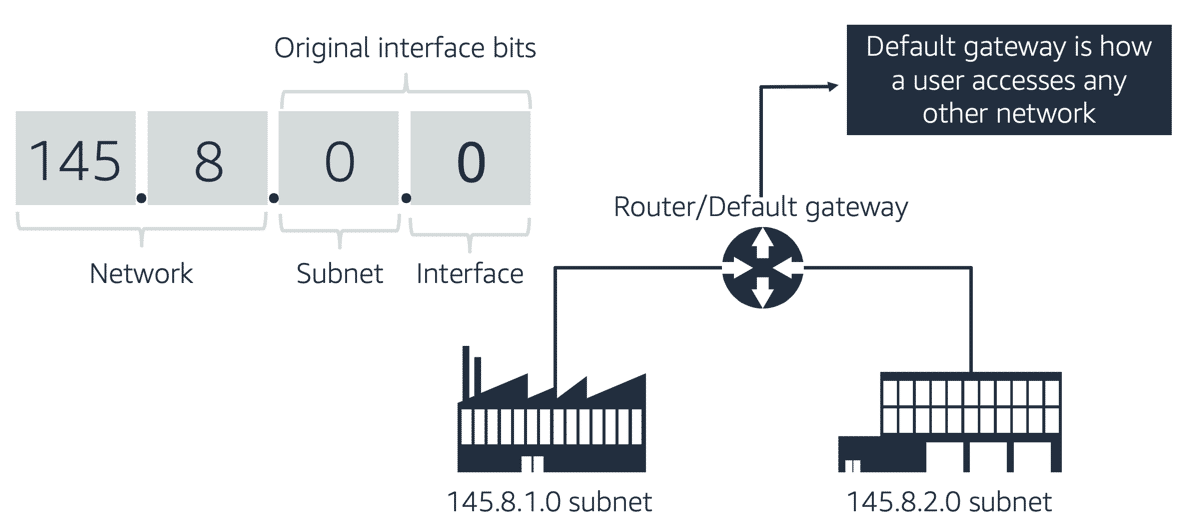 Original interface bits
145 . 8 . 0 . 0
Network
Subnet
Interface
Default gateway is how
a user accesses any
other network
Router/Default gateway
145.8.1.0 subnet
145.8.2.0 subnet